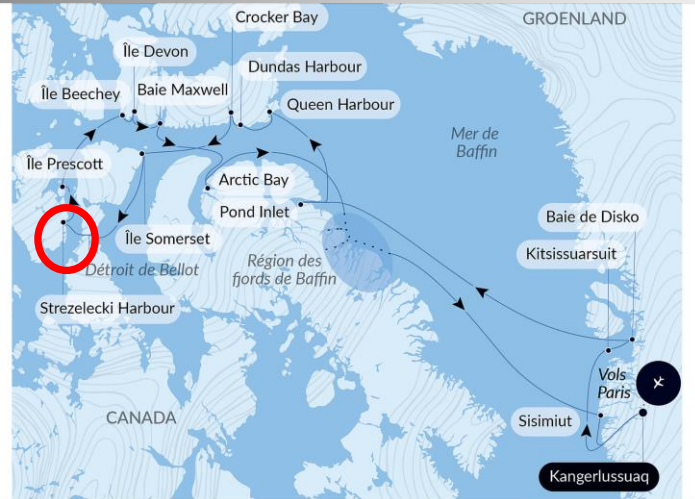 Crocker Bay
GROENLAND
Île Devon
Dundas Harbour
Île Beechey
Baie Maxwell
Queen Harbour
Mer de
Baffin
Île Prescott
Arctic Bay
Pond Inlet
Baie de Disko
Île Somerset
Kitsissuarsuit
Région des
fjords de Baffin
Détroit de Bellot
Strezelecki Harbour
Vols
Paris
CANADA
Sisimiut
Kangerlussuaq